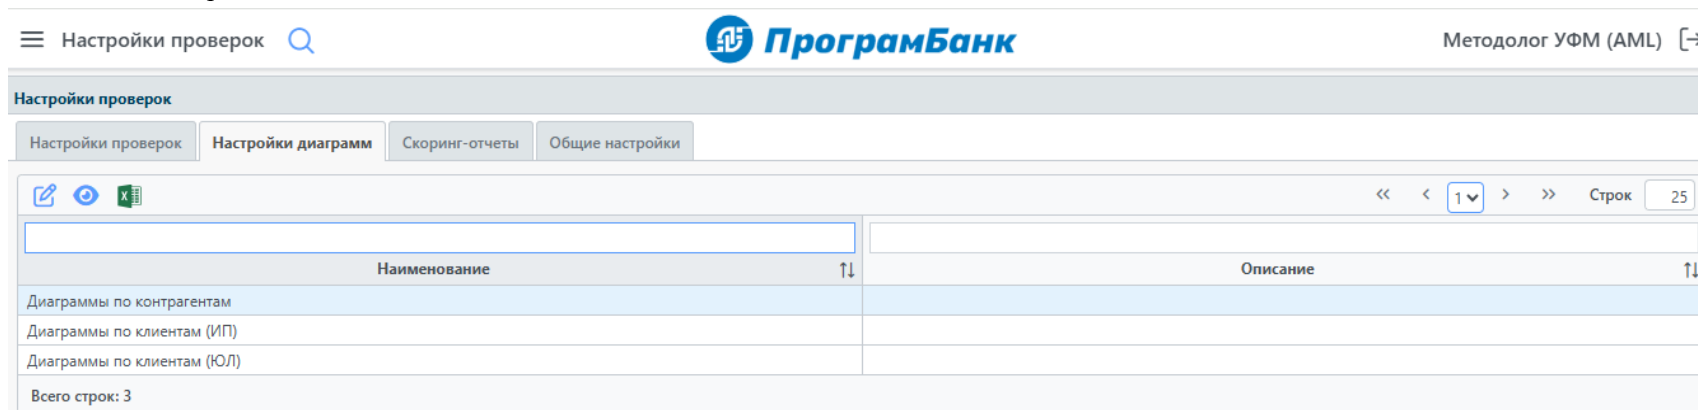 Настройки проверок
ПрограмБанк
Методолог УФМ (AML)
Настройки проверок
Настройки проверок Настройки диаграмм Скоринг-отчеты Общие настройки
1 Строк 25
Наименование Описание
Диаграммы по контрагентам
Диаграммы по клиентам (ИП)
Диаграммы по клиентам (ЮЛ)
Всего строк: 3